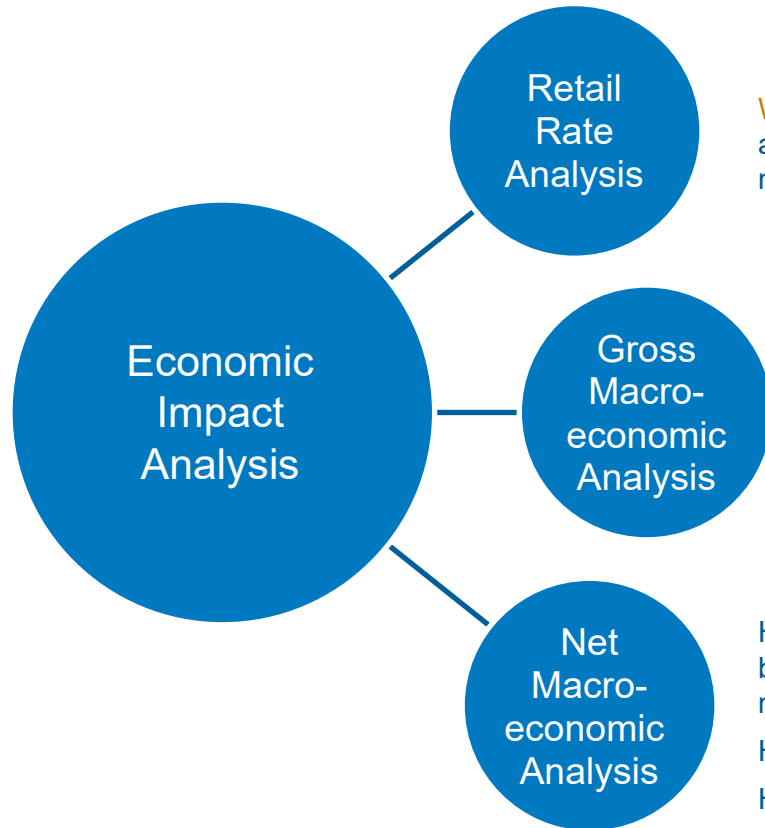 Retail
Rate
Analysis
Economic
Impact
Analysis
Gross
Macro-
economic
Analysis
Net
Macro-
economic
Analysis